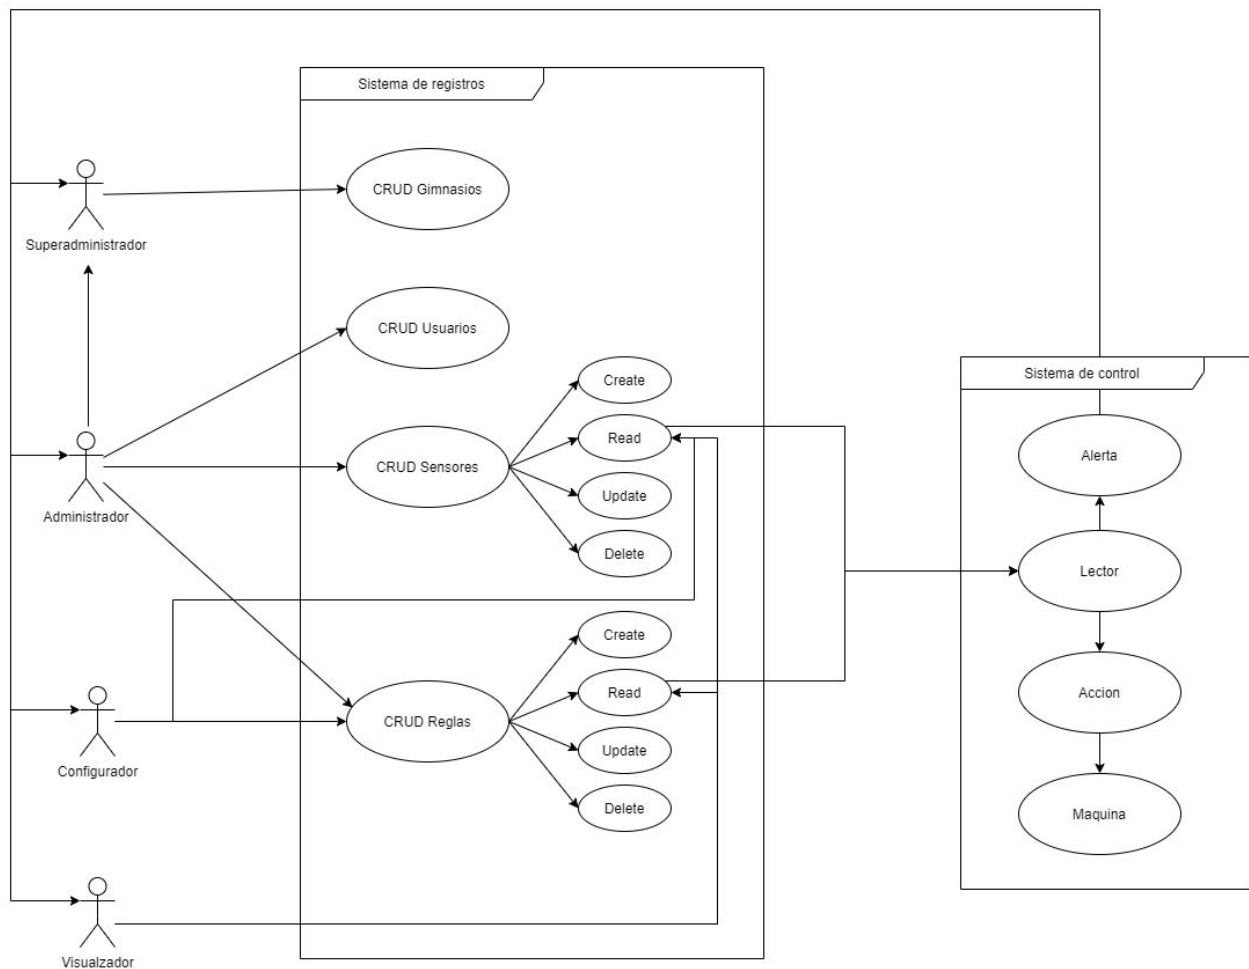 Sistema de registros
CRUD Gimnasios
Superadministrador
CRUD Usuarios
Sistema de control
Create
Read
Alerta
CRUD Sensores
Update
Administrador
Delete
Lector
Create
Read
Accion
CRUD Reglas
Update
Configurador
Delete
Maquina
Visualzador